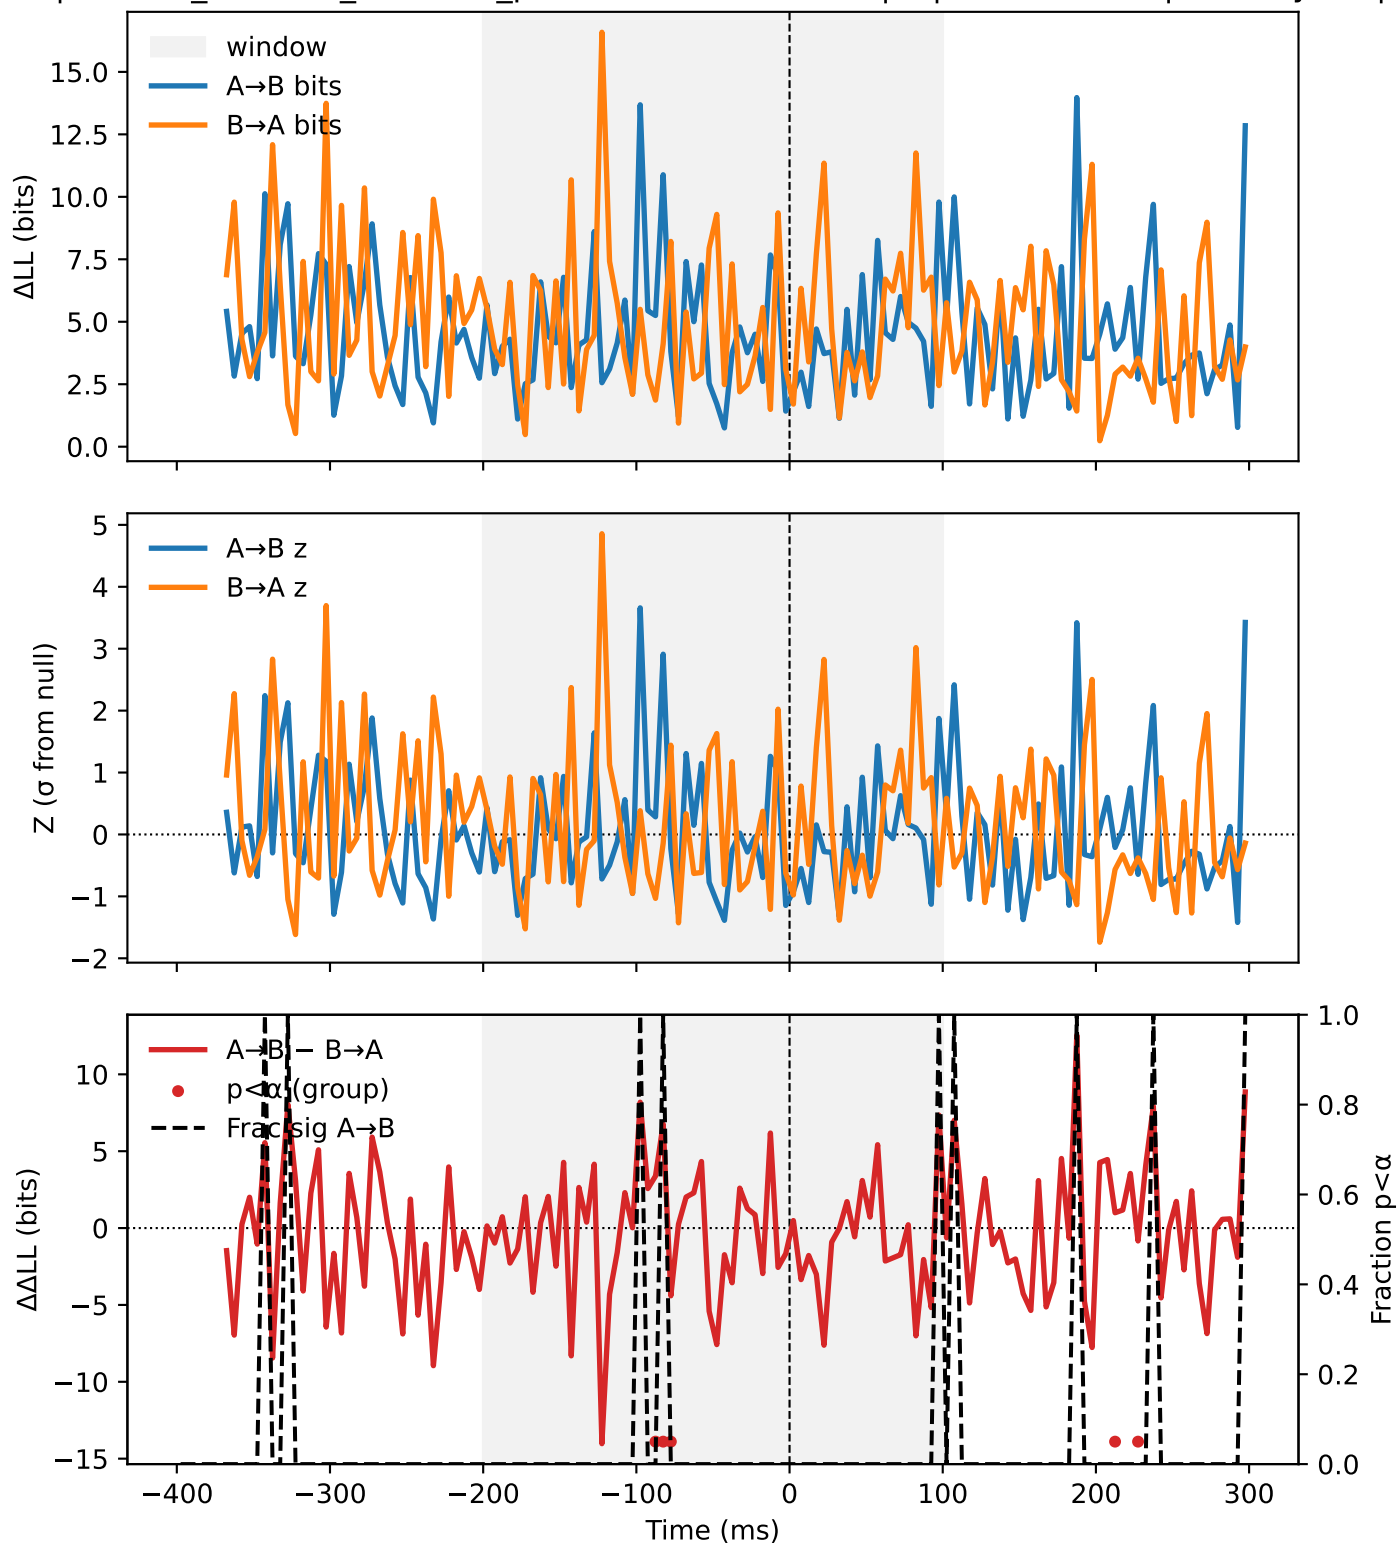 window
A→B bits
B→A bits
ΔLL (bits)
15.0
12.5
10.0
7.5
5.0
2.5
0.0
A→B z
B→A z
Z (σ from null)
5
4
3
2
1
0
−1
−2
A→B − B→A
p<α (group)
Frac sig A→B
ΔΔLL (bits)
10
5
0
−5
−10
−15
1.0
0.8
0.6
0.4
0.2
0.0
Fraction p<α
−400 −300 −200 −100 0 100 200 300
Time (ms)